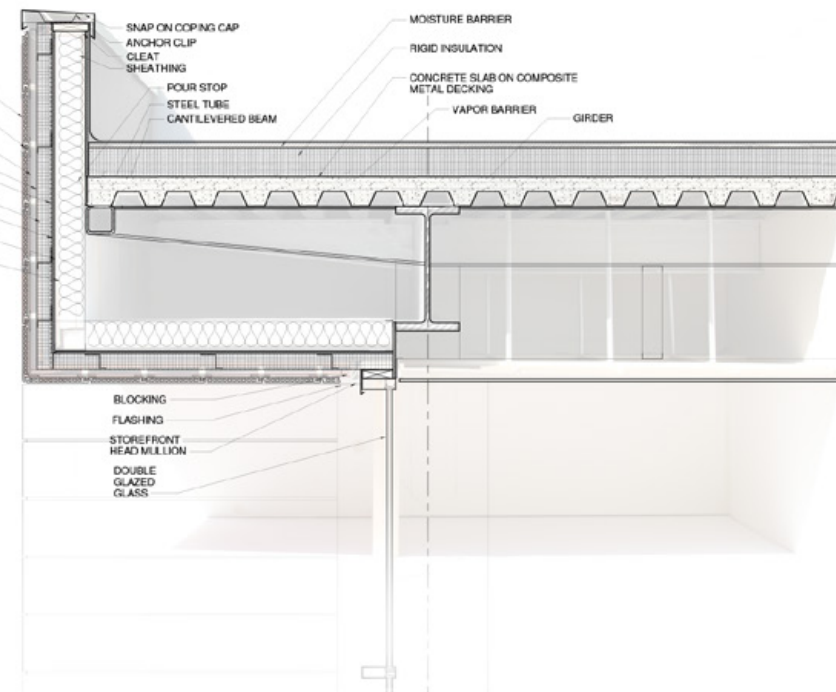 SNAP ON COPING CAP
ANCHOR CLIP
CLEAT
SHEATHING
POUR STOP
STEEL TUBE
CANTILEVERED BEAM
MOISTURE BARRIER
RIGID INSULATION
CONCRETE SLAB ON COMPOSITE
METAL DECKING
VAPOR BARRIER
GIRDER
BLOCKING
FLASHING
STOREFRONT
HEAD MULLION
DOUBLE
GLAZED
GLASS